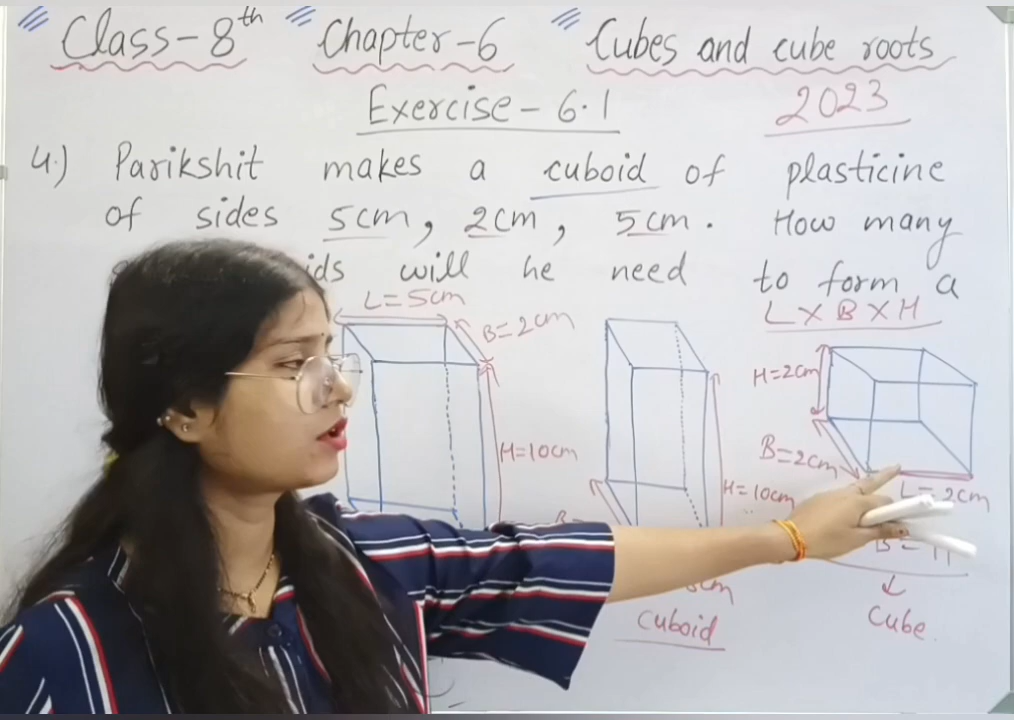 Class-8th Chapter-6 Cubes and cube roots
Exercise-6.1 2023
4.) Parikshit makes a cuboid of plasticine
of sides 5cm, 2cm, 5cm. How many
will he need to form a
L=5cm
L×B×H
B=2cm
H=2cm
H=10cm
B=2cm
H=10cm
L=2cm
Cuboid
Cube